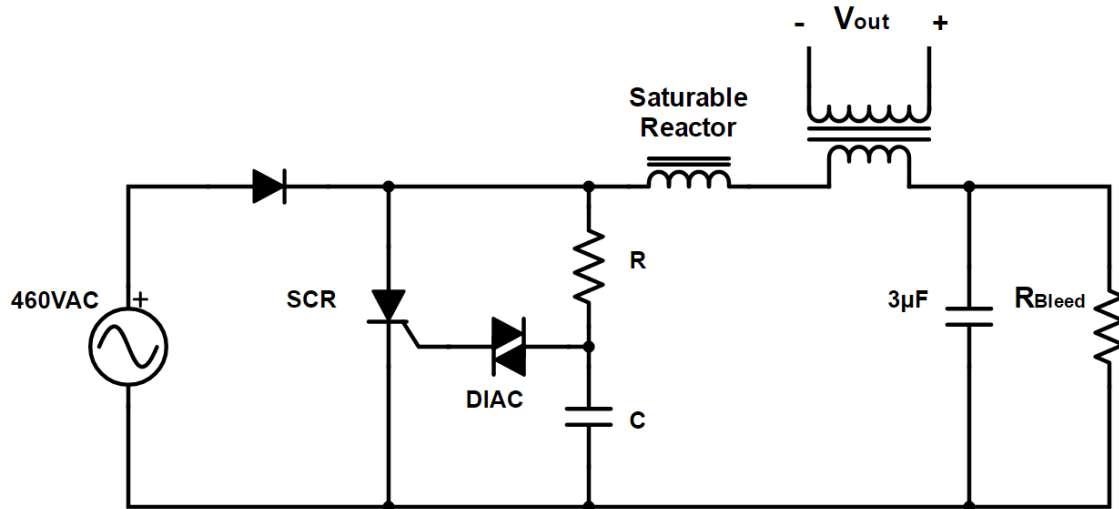 - Vout +
Saturable
Reactor
460VAC
+
SCR
R
3µF
RBleed
DIAC
C